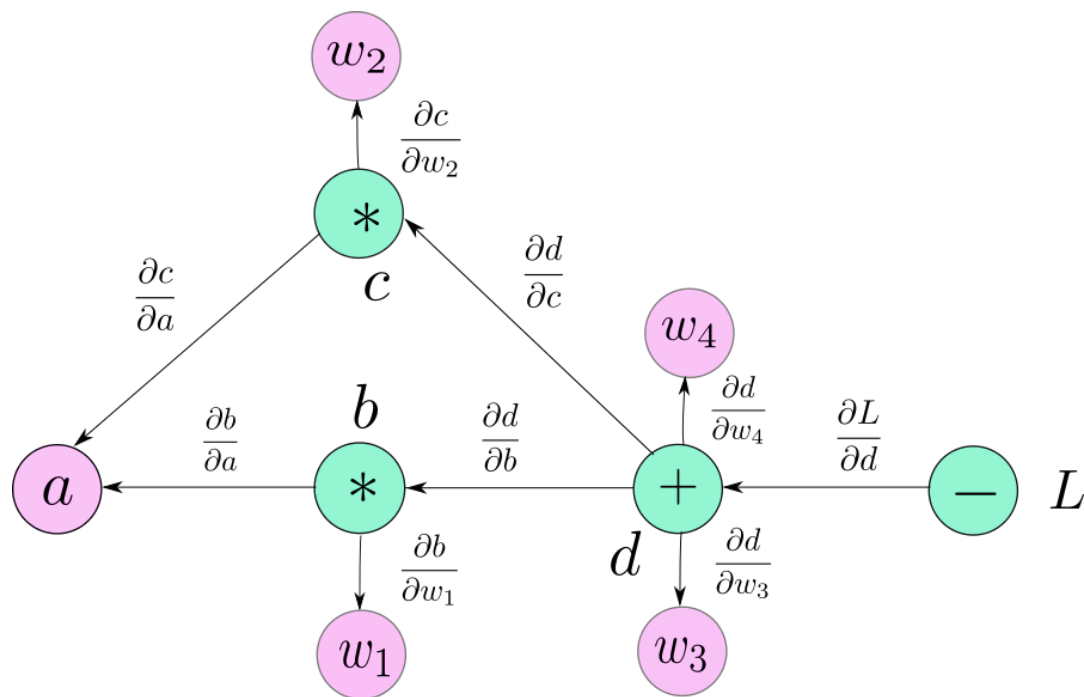 w₂
∂c/∂w₂
*
c
∂c/∂a
∂d/∂c
w₄
∂d/∂w₄
b
∂b/∂a
∂d/∂b
∂L/∂d
a
*
+
−
L
d
∂b/∂w₁
∂d/∂w₃
w₁
w₃